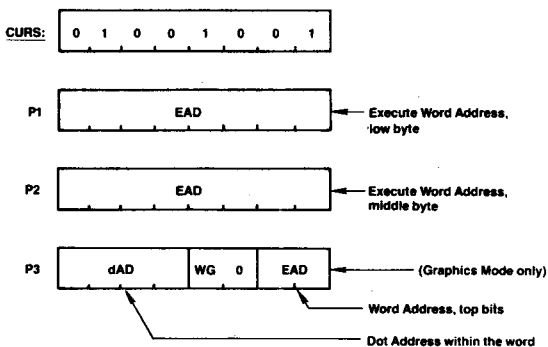 CURS: 0 1 0 0 1 0 0 1
P1 EAD Execute Word Address,
low byte
P2 EAD Execute Word Address,
middle byte
P3 dAD WG 0 EAD (Graphics Mode only)
Word Address, top bits
Dot Address within the word